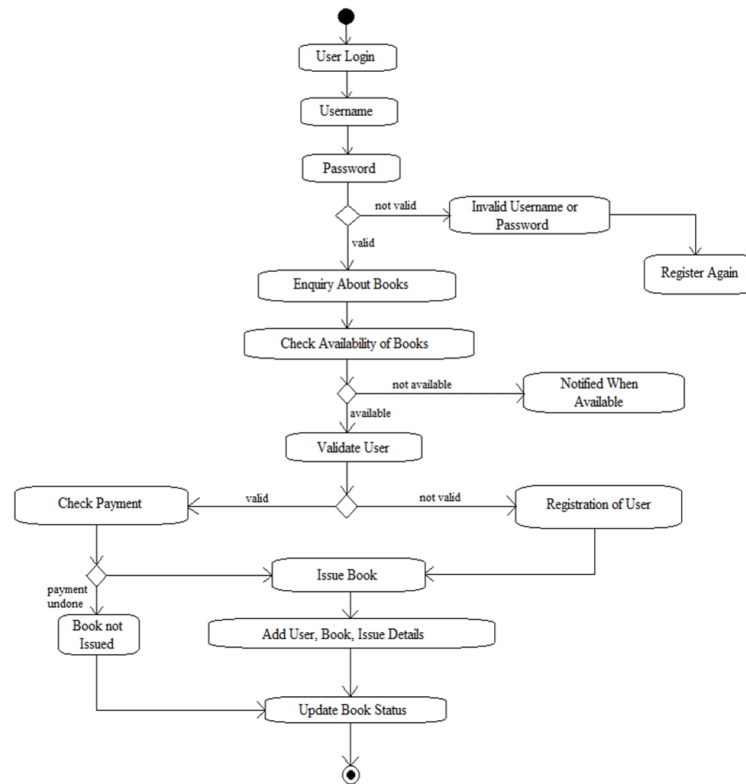 User Login
Username
Password
not valid
Invalid Username or
Password
valid
Register Again
Enquiry About Books
Check Availability of Books
not available
Notified When
Available
available
Validate User
Check Payment
valid
not valid
Registration of User
payment
undone
Issue Book
Book not
Issued
Add User, Book, Issue Details
Update Book Status